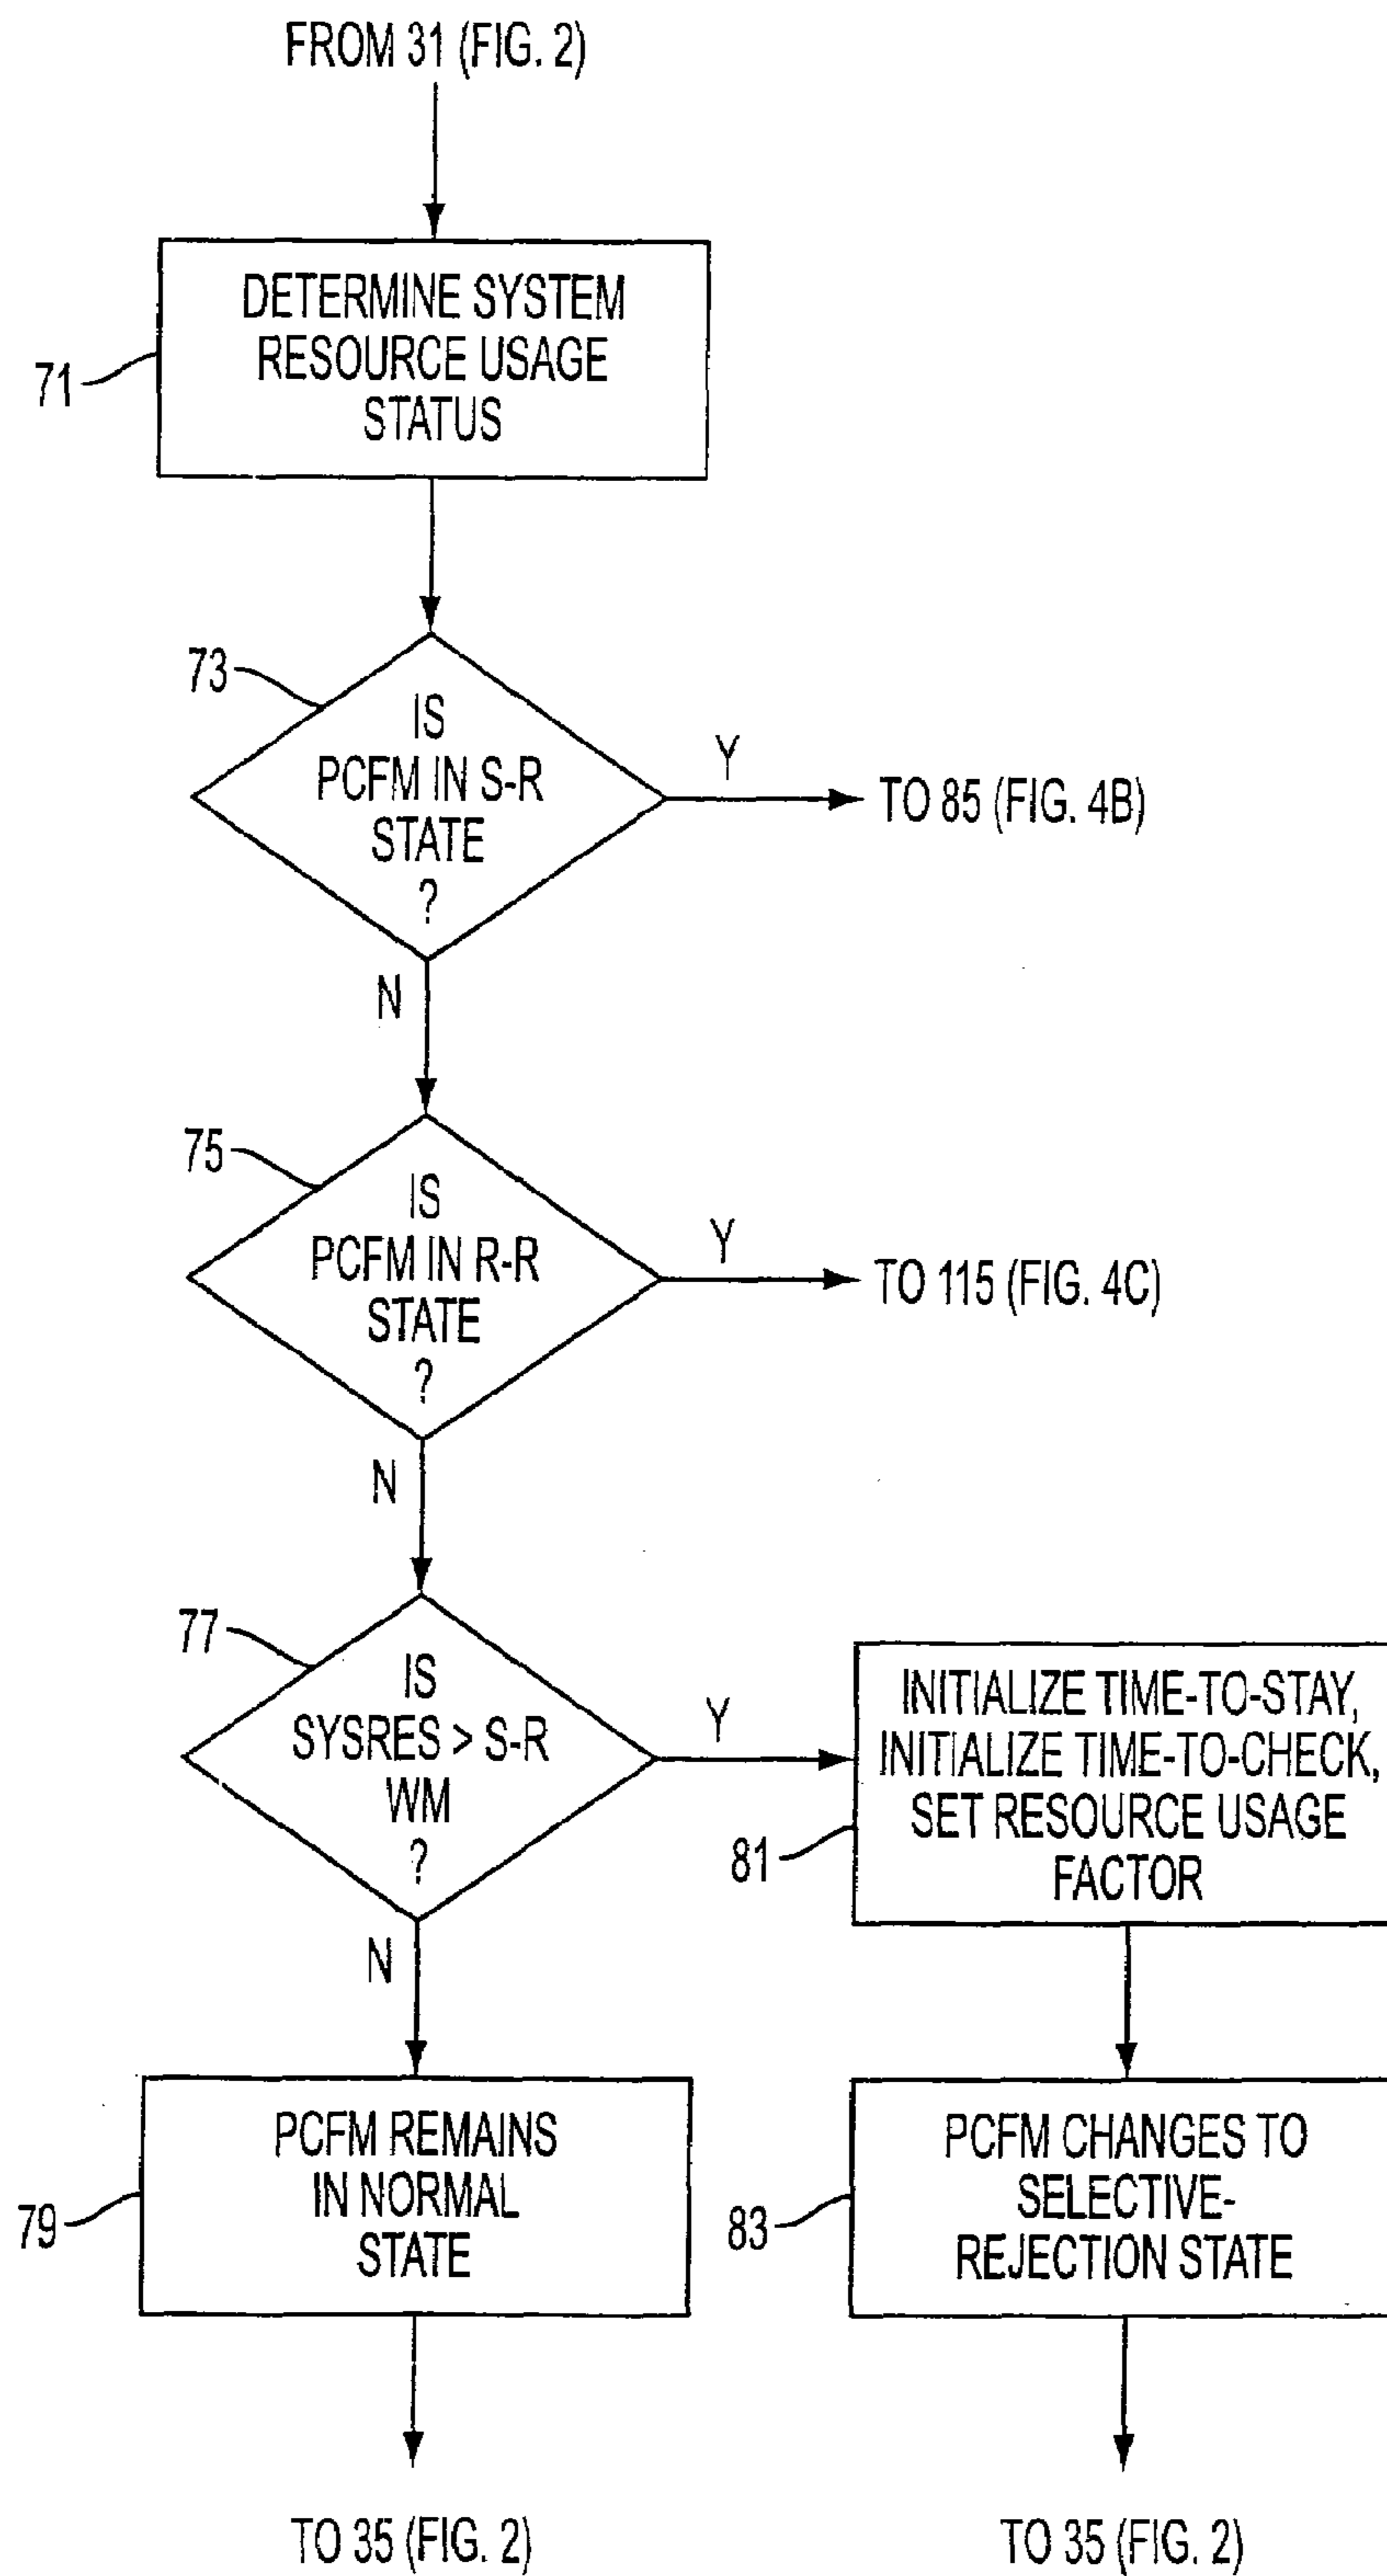 FROM 31 (FIG. 2)
DETERMINE SYSTEM
RESOURCE USAGE
STATUS
71
73
IS
PCFM IN S-R
STATE
?
Y
TO 85 (FIG. 4B)
N
75
IS
PCFM IN R-R
STATE
?
Y
TO 115 (FIG. 4C)
N
77
IS
SYSRES > S-R
WM
?
Y
INITIALIZE TIME-TO-STAY,
INITIALIZE TIME-TO-CHECK,
SET RESOURCE USAGE
FACTOR
81
N
PCFM REMAINS
IN NORMAL
STATE
79
PCFM CHANGES TO
SELECTIVE-
REJECTION STATE
83
TO 35 (FIG. 2)
TO 35 (FIG. 2)